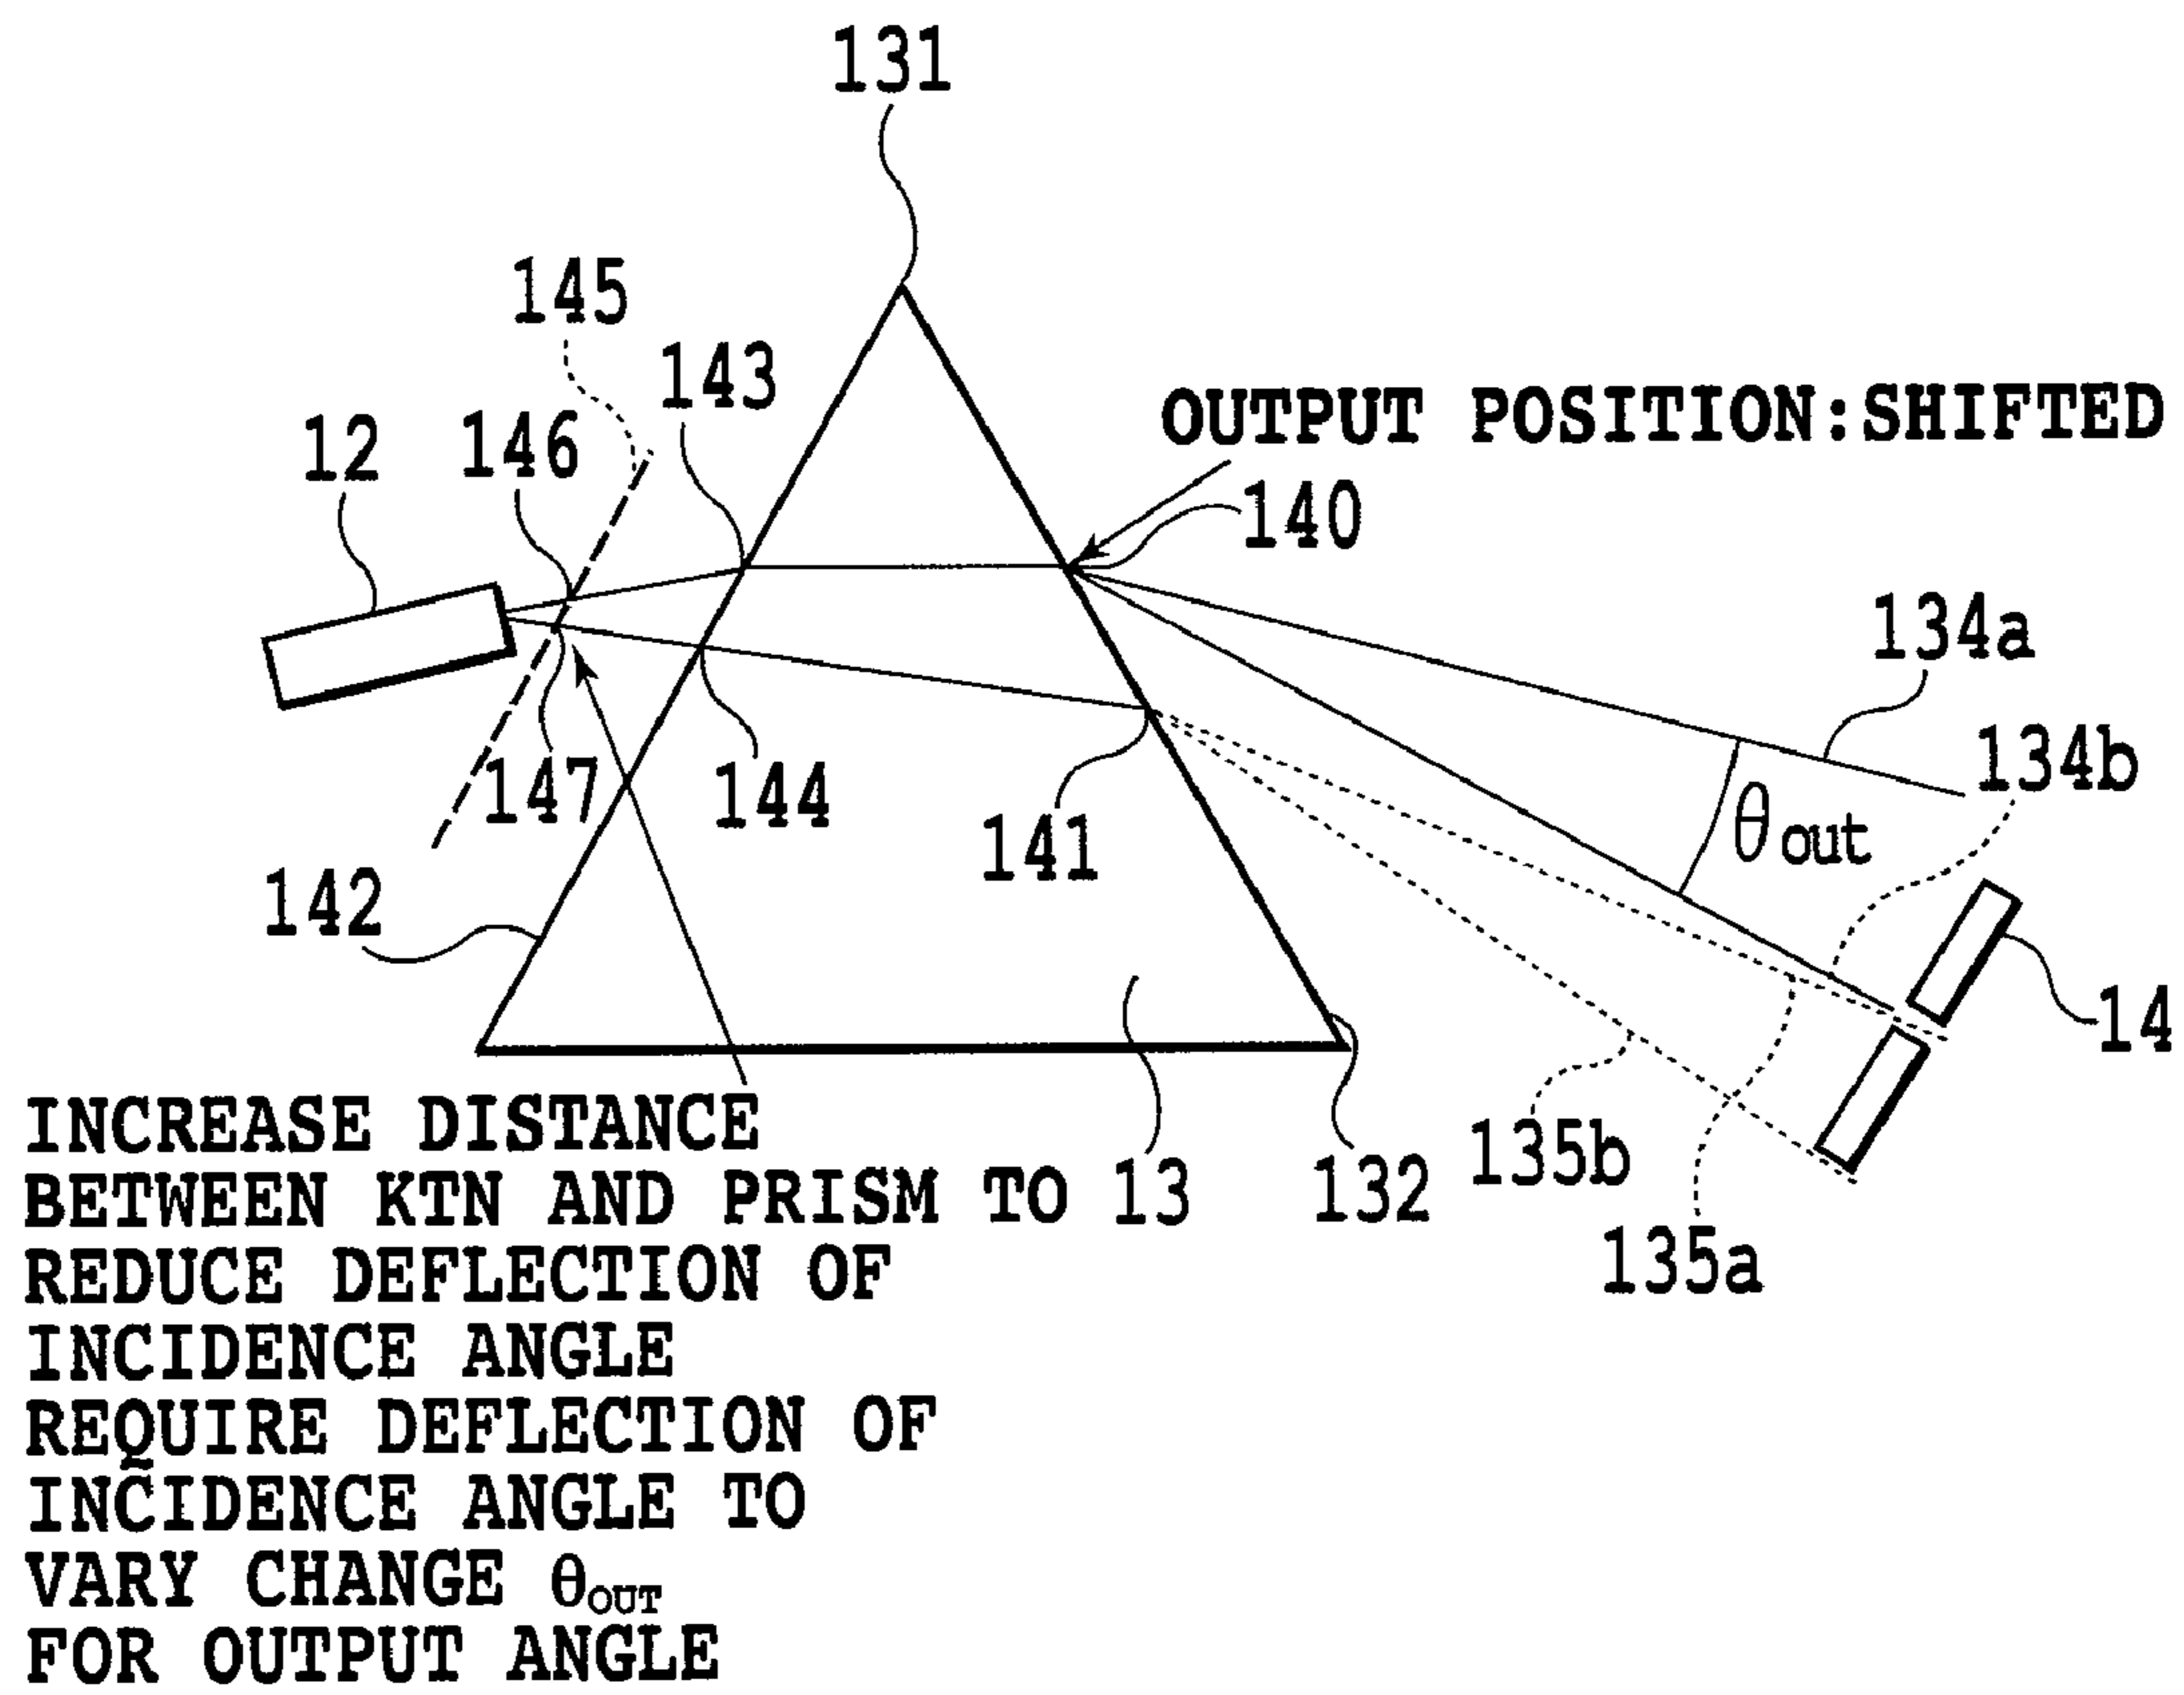 131
145
143
OUTPUT POSITION:SHIFTED
12
146
140
134a
134b
147
144
θout
141
142
14
INCREASE DISTANCE
BETWEEN KTN AND PRISM TO
REDUCE DEFLECTION OF
INCIDENCE ANGLE
REQUIRE DEFLECTION OF
INCIDENCE ANGLE TO
VARY CHANGE θOUT
FOR OUTPUT ANGLE
13
132
135b
135a